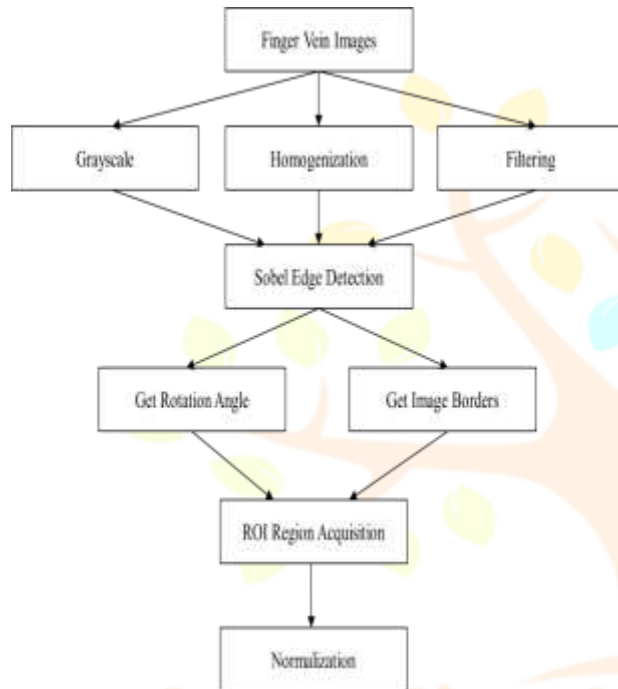 Finger Vein Images
Grayscale
Homogenization
Filtering
Sobel Edge Detection
Get Rotation Angle
Get Image Borders
ROI Region Acquisition
Normalization